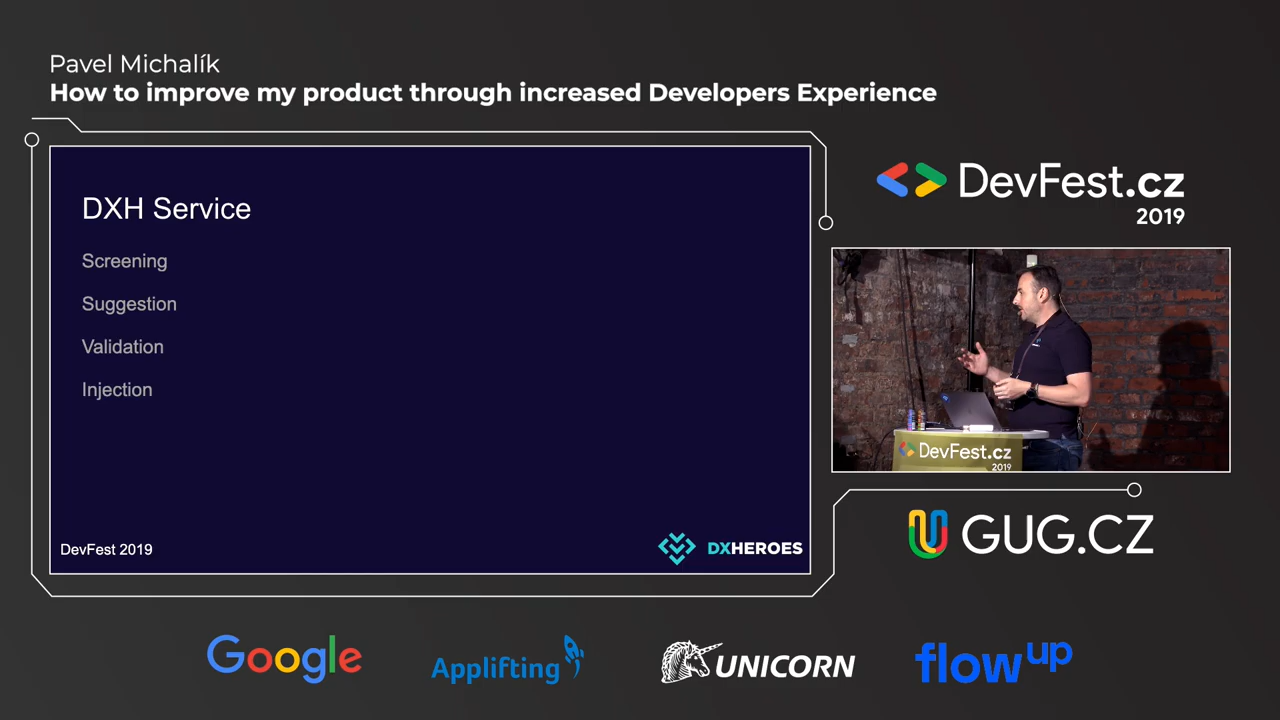 Pavel Michalík
How to improve my product through increased Developers Experience
DXH Service
Screening
Suggestion
Validation
Injection
DevFest 2019
DXHEROES
DevFest.cz
2019
DevFest.cz
2019
GUG.CZ
Google
Applifting
UNICORN
flowup